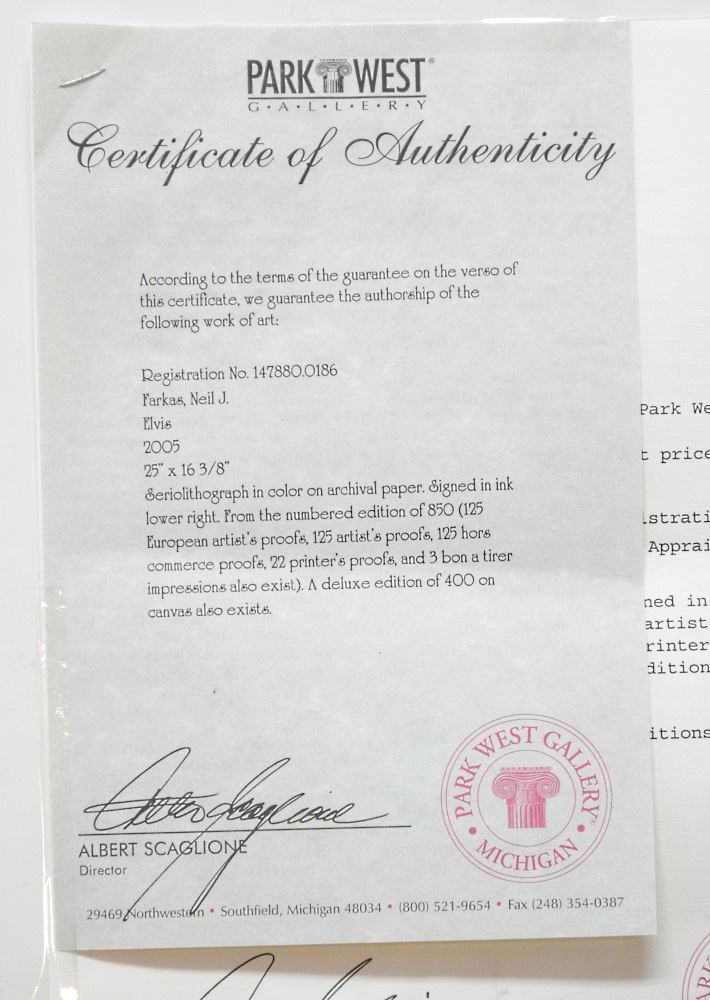 PARK WEST®
G•A•L•L•E•R•Y
Certificate of Authenticity
According to the terms of the guarantee on the verso of
this certificate, we guarantee the authorship of the
following work of art:
Registration No. 147880.0186
Farkas, Neil J.
Elvis
2005
25" x 16 3/8"
Seriolithograph in color on archival paper. Signed in ink
lower right. From the numbered edition of 850 (125
European artist's proofs, 125 artist's proofs, 125 hors
commerce proofs, 22 printer's proofs, and 3 bon a tirer
impressions also exist). A deluxe edition of 400 on
canvas also exists.
ALBERT SCAGLIONE
Director
PARK WEST GALLERY®
• MICHIGAN •
29469 Northwestern • Southfield, Michigan 48034 • (800) 521-9654 • Fax (248) 354-0387
Park We
t price
istrati
Apprai
ned in
artist
rinter
dition
itions